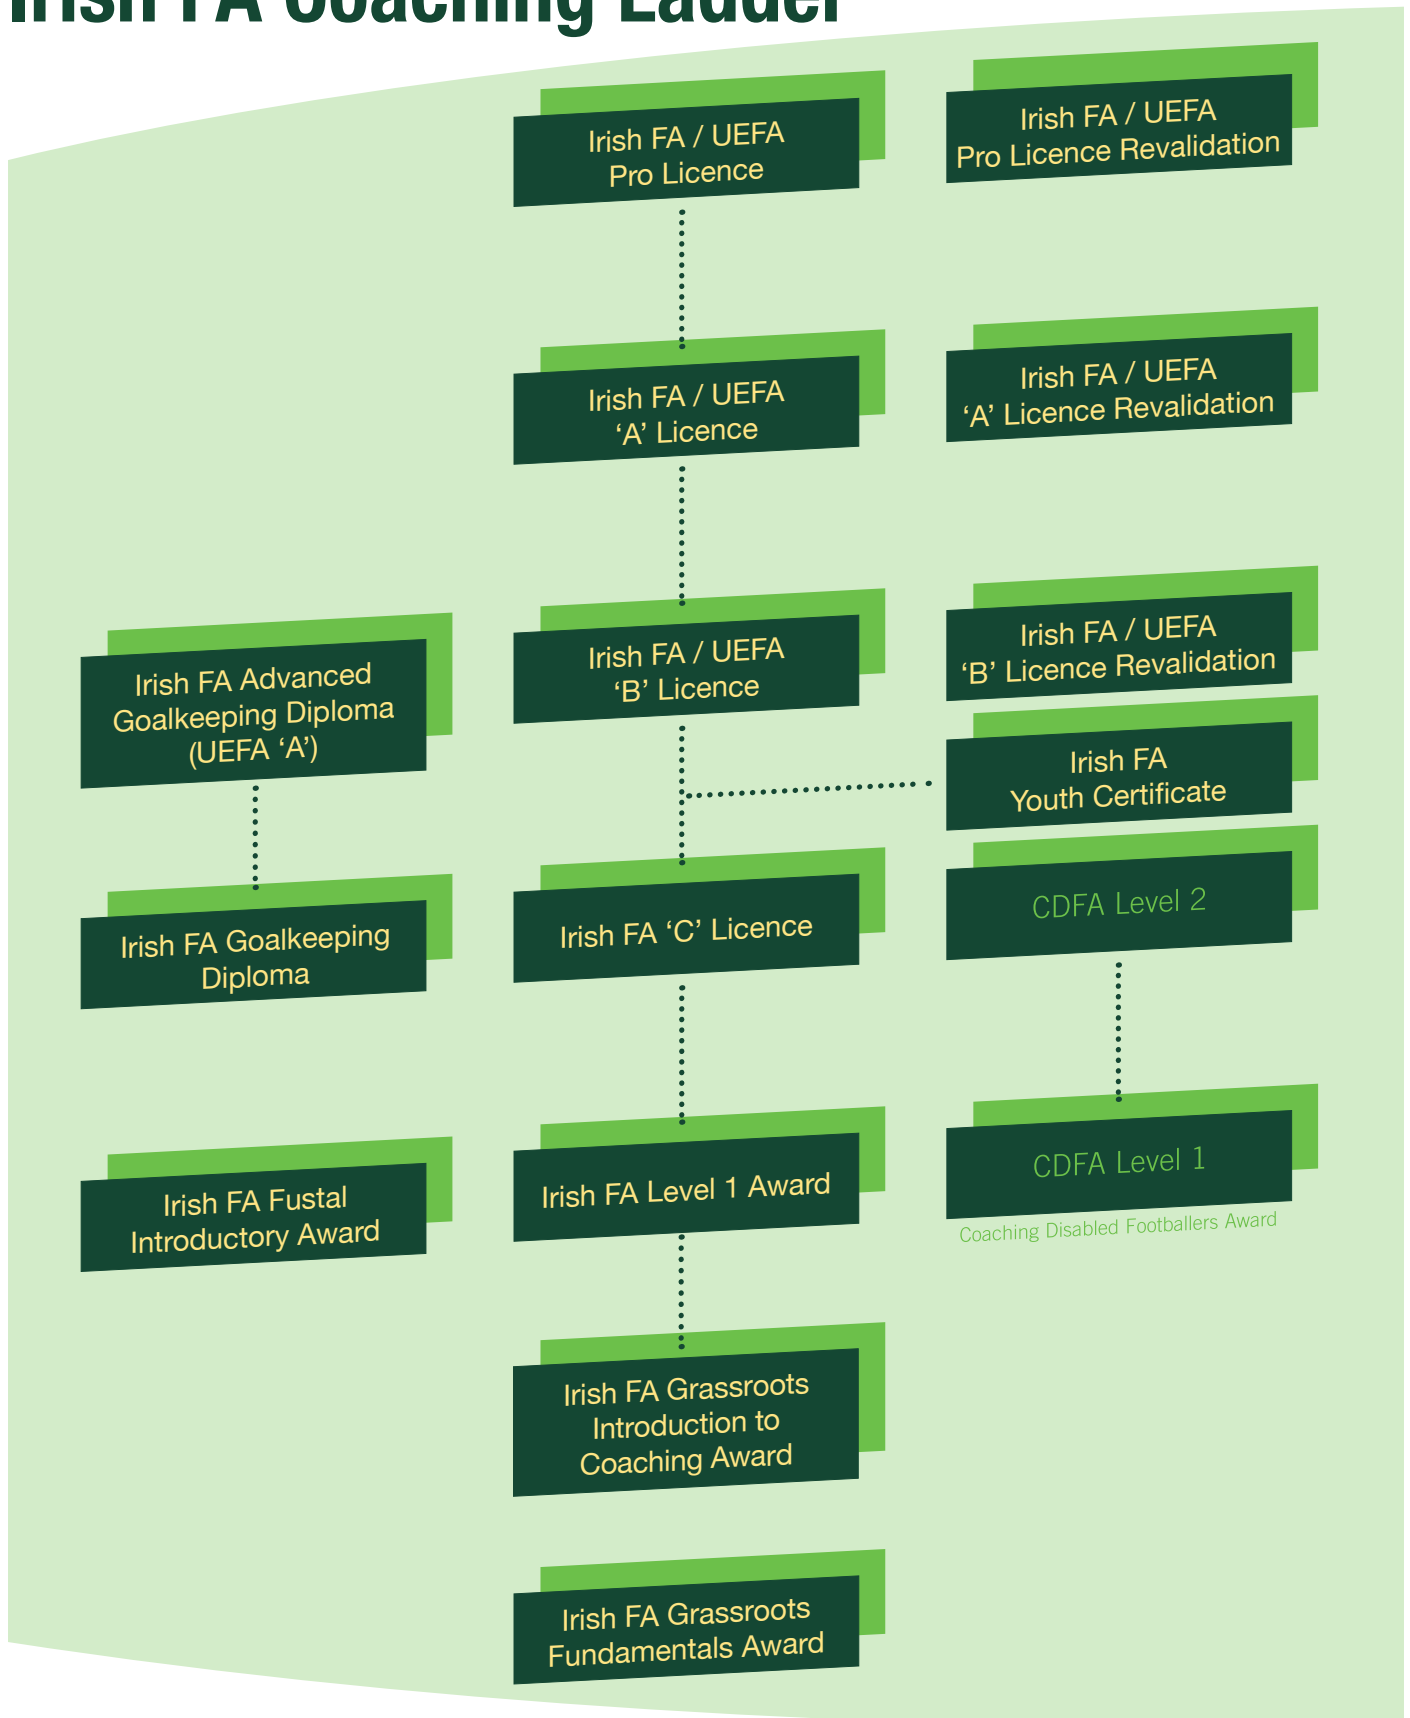 Irish FA Coaching Ladder
Irish FA / UEFA
Pro Licence
Irish FA / UEFA
Pro Licence Revalidation
Irish FA / UEFA
‘A’ Licence
Irish FA / UEFA
‘A’ Licence Revalidation
Irish FA Advanced
Goalkeeping Diploma
(UEFA ‘A’)
Irish FA / UEFA
‘B’ Licence
Irish FA / UEFA
‘B’ Licence Revalidation
Irish FA
Youth Certificate
Irish FA Goalkeeping
Diploma
Irish FA ‘C’ Licence
CDFA Level 2
Irish FA Fustal
Introductory Award
Irish FA Level 1 Award
CDFA Level 1
Coaching Disabled Footballers Award
Irish FA Grassroots
Introduction to
Coaching Award
Irish FA Grassroots
Fundamentals Award